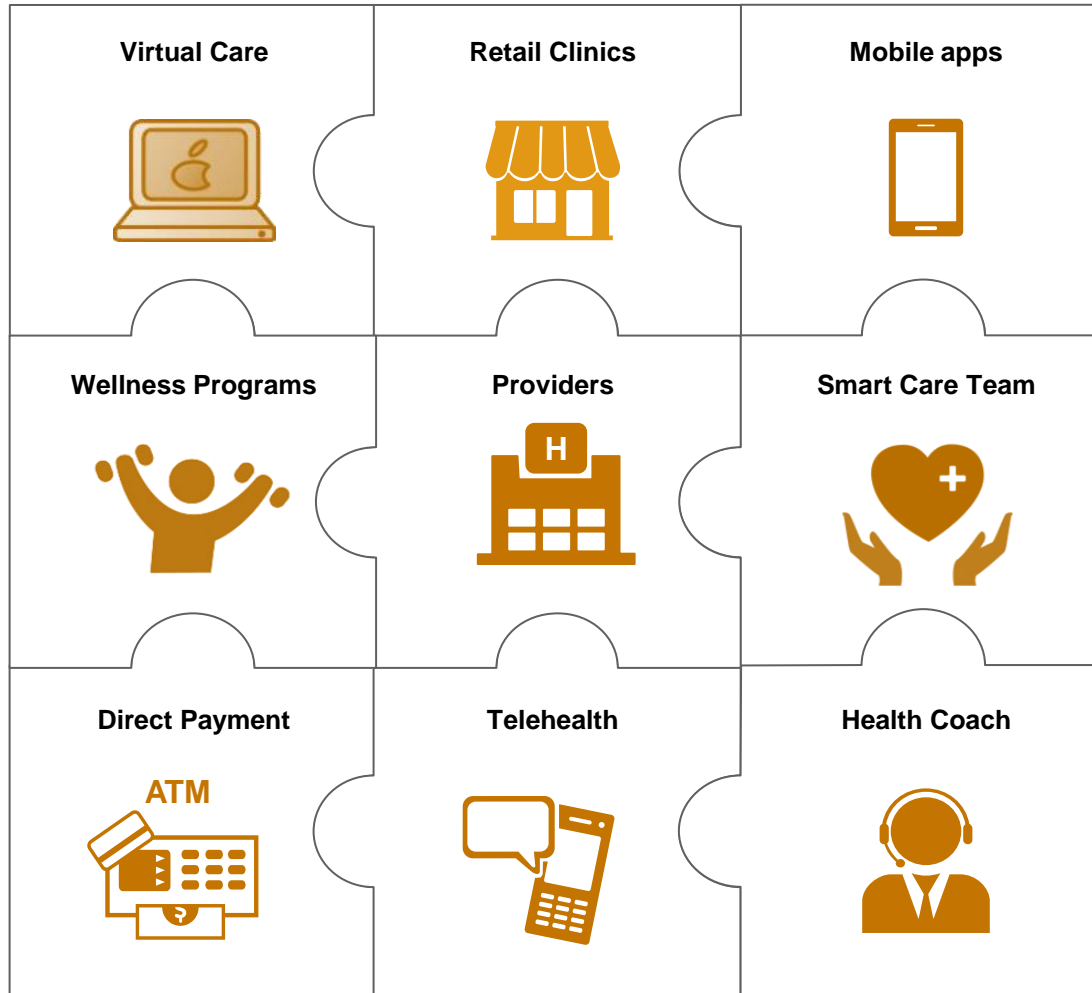 Virtual Care
Retail Clinics
Mobile apps
Wellness Programs
Providers
Smart Care Team
H
Direct Payment
Telehealth
Health Coach
ATM
$